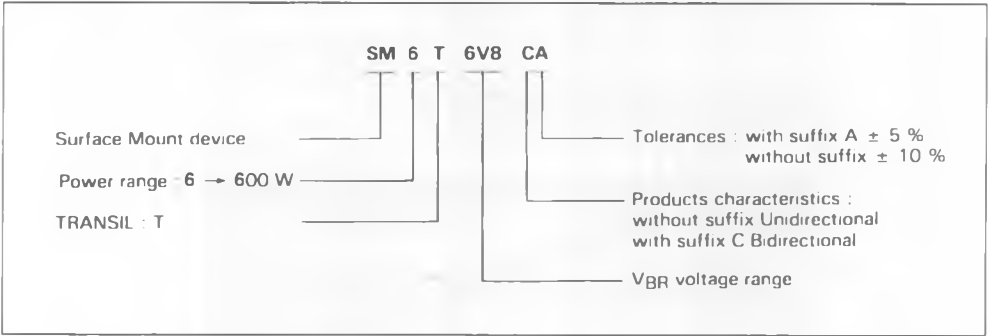 SM 6 T 6V8 CA
Surface Mount device
Power range 6 → 600 W
TRANSIL : T
Tolerances : with suffix A ± 5 %
without suffix ± 10 %
Products characteristics :
without suffix Unidirectional
with suffix C Bidirectional
VBR voltage range